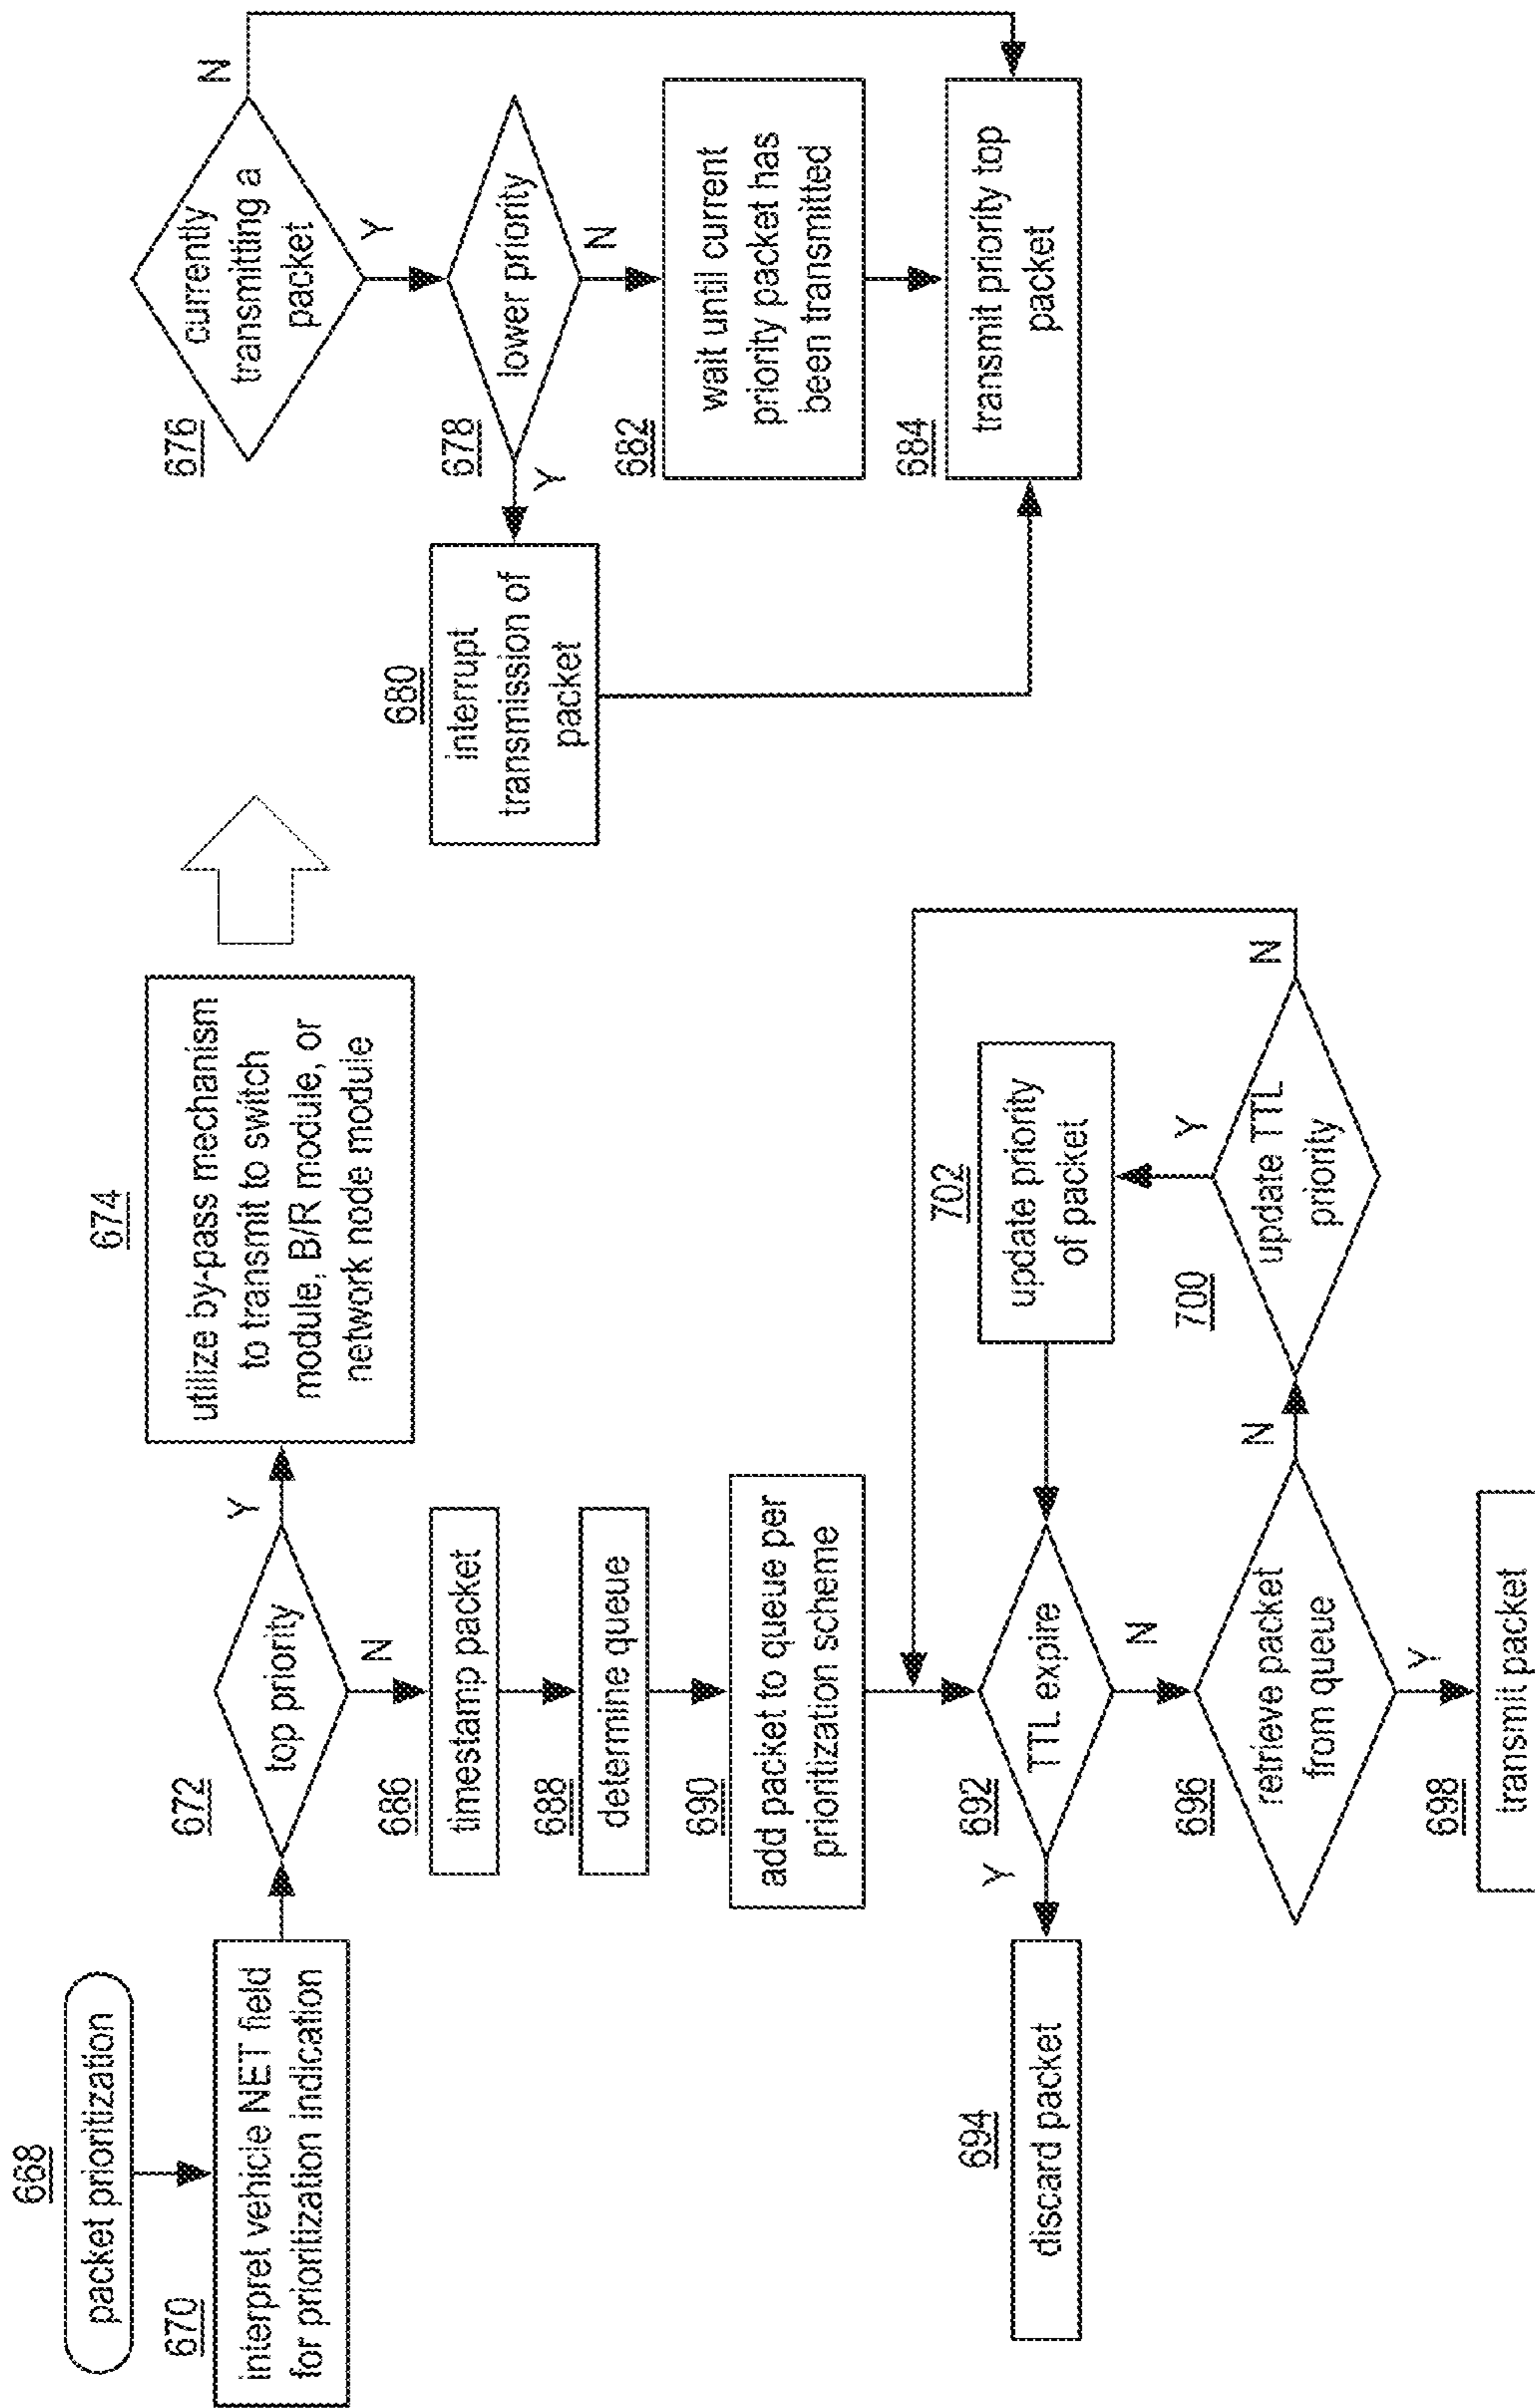 668
packet prioritization
670
interpret vehicle NET field
for prioritization indication
672
top priority
Y
N
674
utilize by-pass mechanism
to transmit to switch
module, B/R module, or
network node module
676
currently
transmitting a
packet
N
Y
678
lower priority
Y
N
680
interrupt
transmission of
packet
682
wait until current
priority packet has
been transmitted
684
transmit priority top
packet
686
timestamp packet
688
determine queue
690
add packet to queue per
prioritization scheme
692
TTL expire
Y
N
694
discard packet
696
retrieve packet
from queue
N
Y
698
transmit packet
700
update TTL
priority
Y
N
702
update priority
of packet